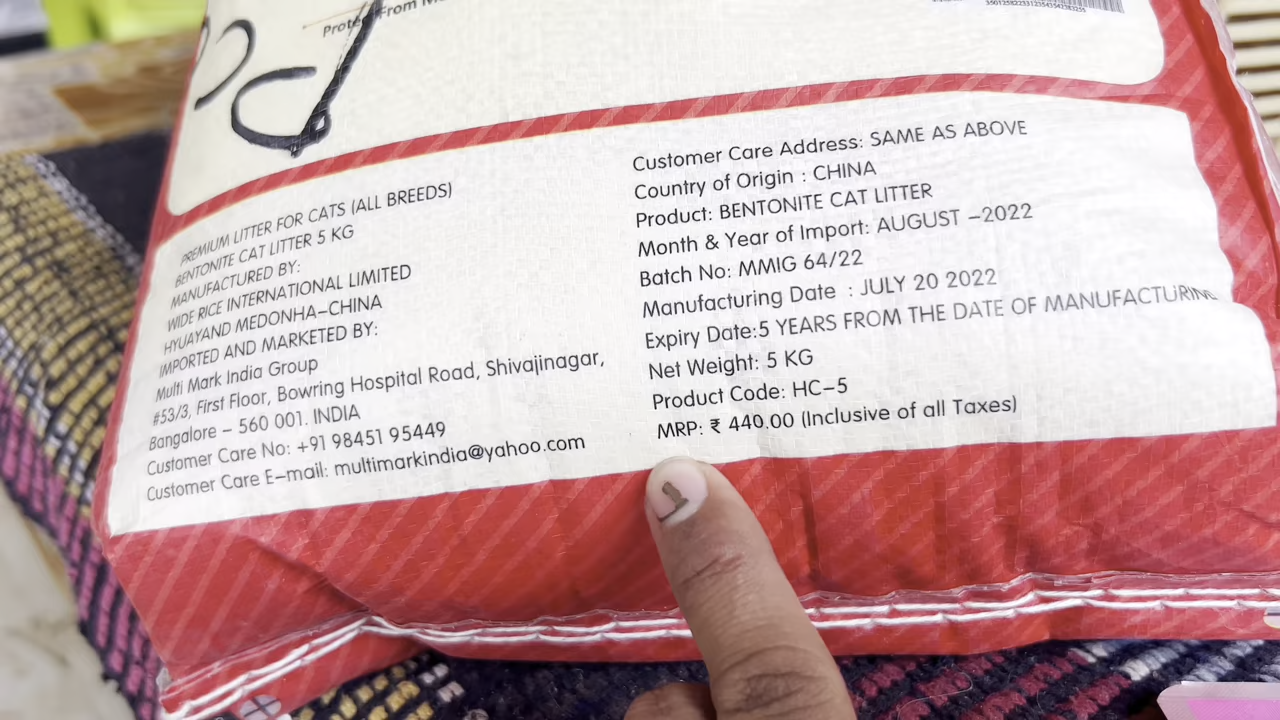 Protect From
PREMIUM LITTER FOR CATS (ALL BREEDS)
BENTONITE CAT LITTER 5 KG
MANUFACTURED BY:
WIDE RICE INTERNATIONAL LIMITED
HYUAYAND MEDONHA–CHINA
IMPORTED AND MARKETED BY:
Multi Mark India Group
#53/3, First Floor, Bowring Hospital Road, Shivajinagar,
Bangalore – 560 001. INDIA
Customer Care No: +91 98451 95449
Customer Care E–mail: multimarkindia@yahoo.com
Customer Care Address: SAME AS ABOVE
Country of Origin : CHINA
Product: BENTONITE CAT LITTER
Month & Year of Import: AUGUST –2022
Batch No: MMIG 64/22
Manufacturing Date : JULY 20 2022
Expiry Date:5 YEARS FROM THE DATE OF MANUFACTURING
Net Weight: 5 KG
Product Code: HC–5
MRP: ₹ 440.00 (Inclusive of all Taxes)